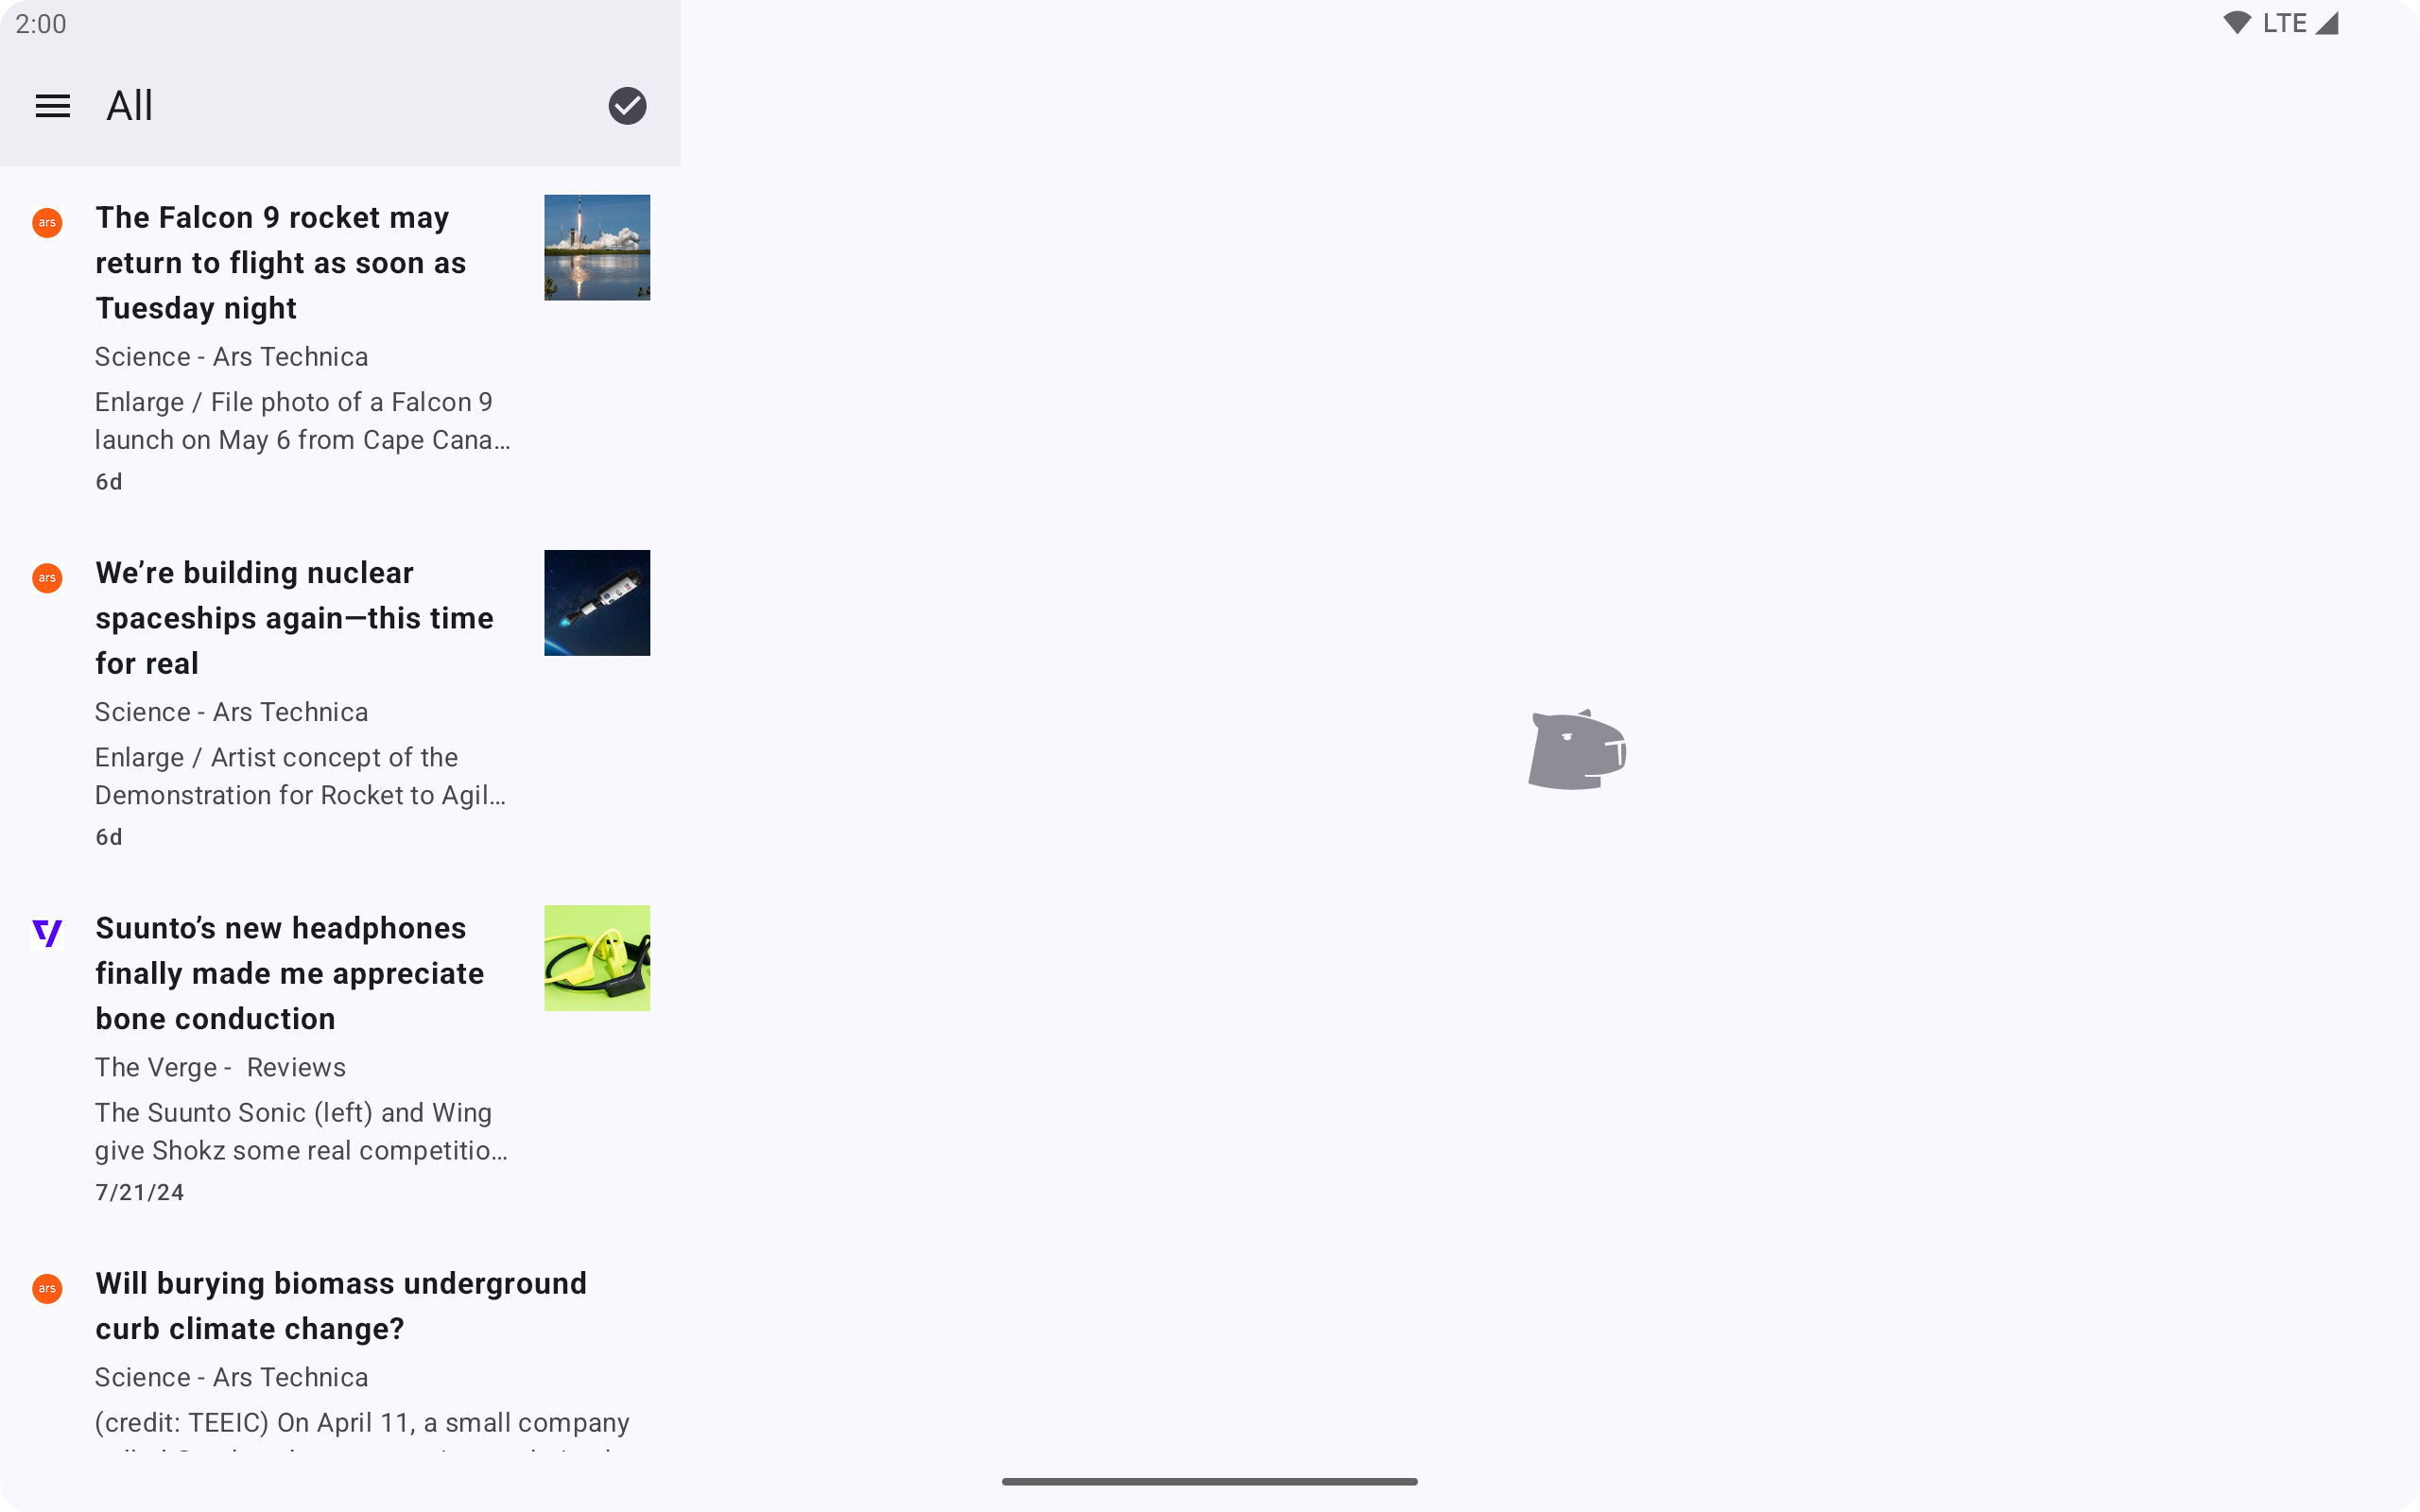 2:00
LTE
All
ars
The Falcon 9 rocket may
return to flight as soon as
Tuesday night
Science - Ars Technica
Enlarge / File photo of a Falcon 9
launch on May 6 from Cape Cana…
6d
ars
We’re building nuclear
spaceships again—this time
for real
Science - Ars Technica
Enlarge / Artist concept of the
Demonstration for Rocket to Agil…
6d
Suunto’s new headphones
finally made me appreciate
bone conduction
The Verge -  Reviews
The Suunto Sonic (left) and Wing
give Shokz some real competitio…
7/21/24
ars
Will burying biomass underground
curb climate change?
Science - Ars Technica
(credit: TEEIC) On April 11, a small company